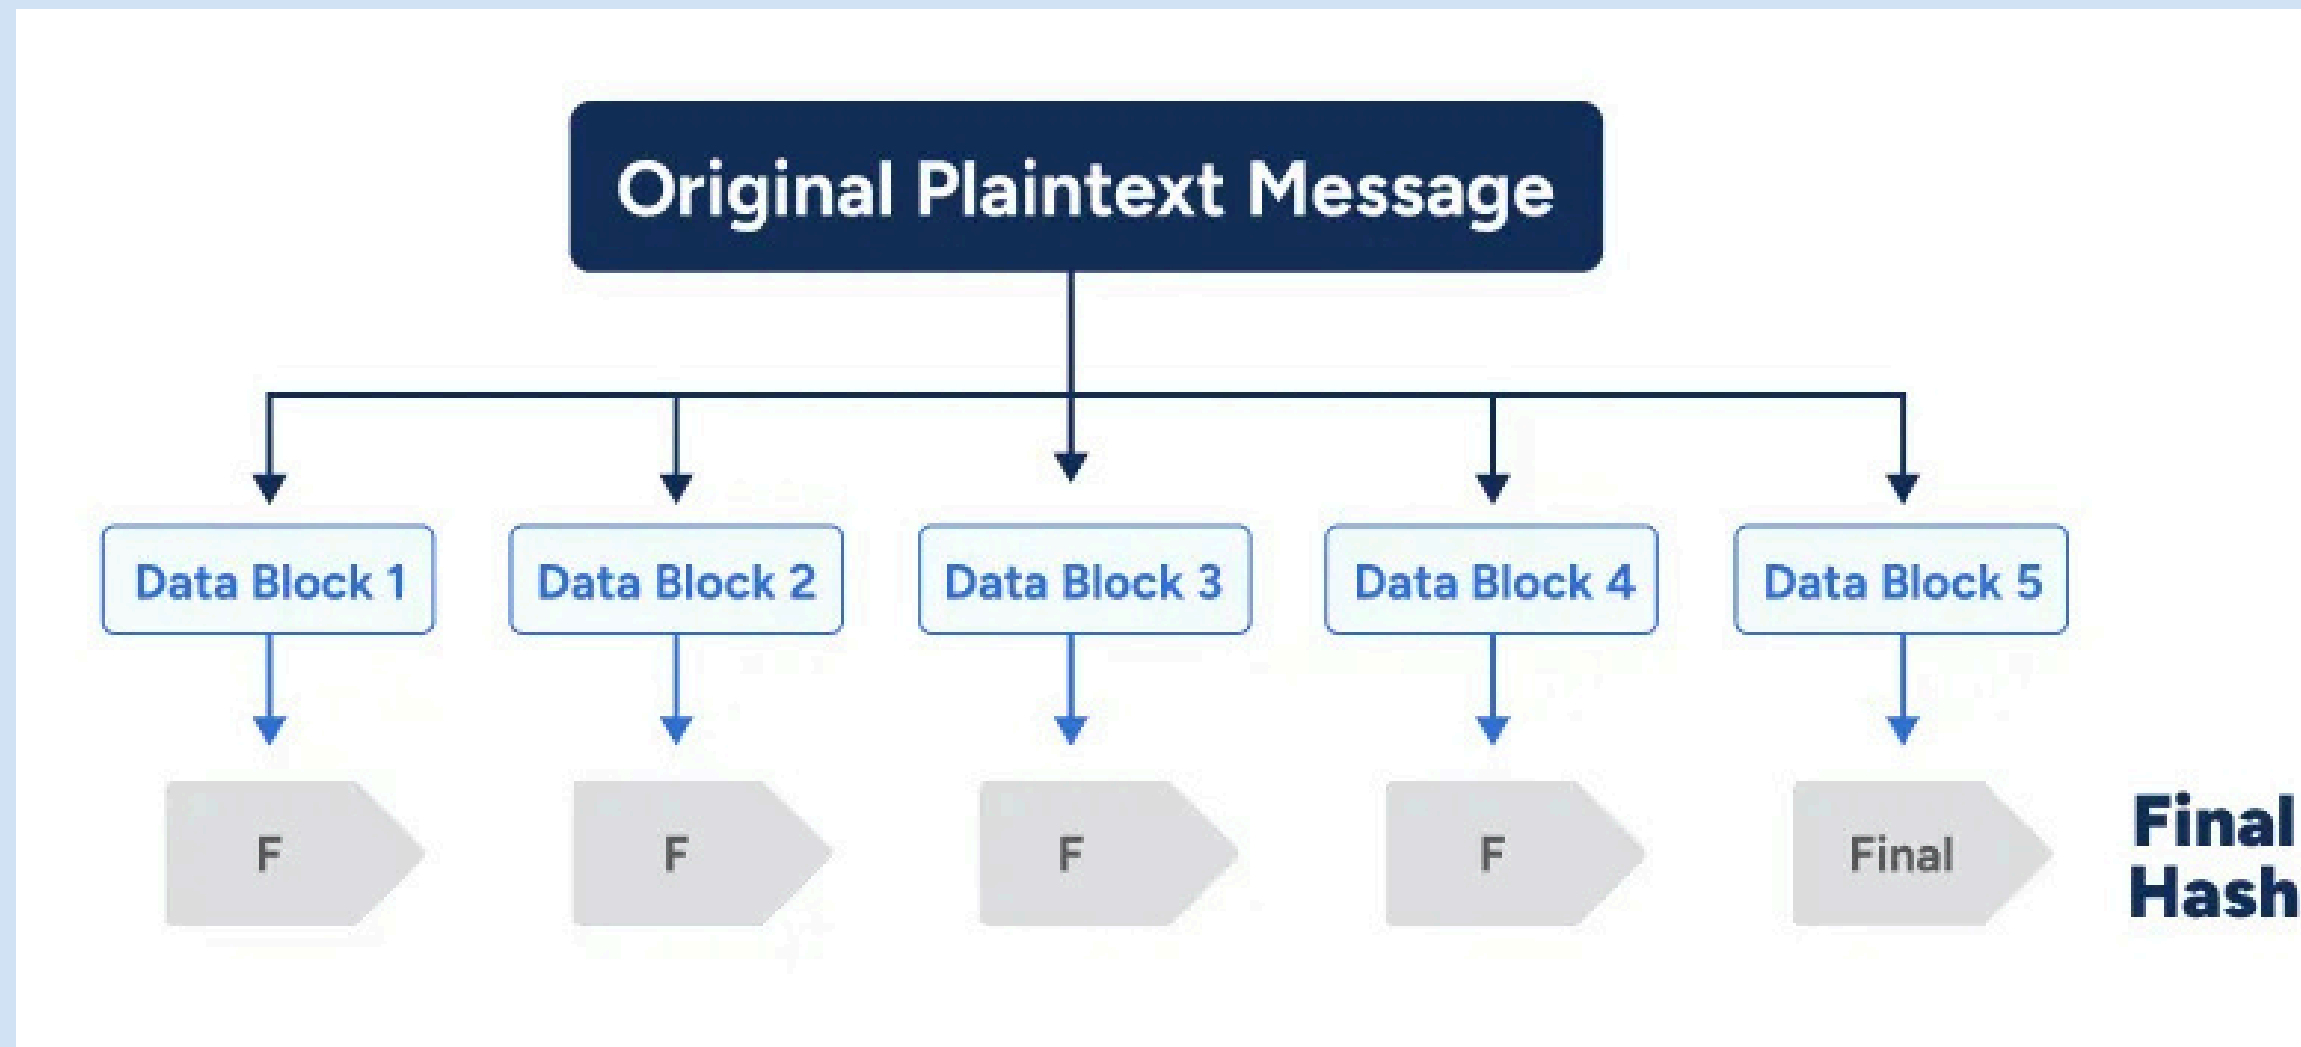 Original Plaintext Message
Data Block 1
Data Block 2
Data Block 3
Data Block 4
Data Block 5
F
F
F
F
Final
Final
Hash